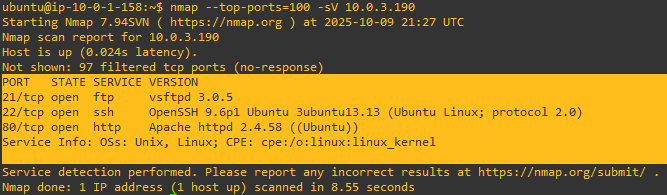 ubuntu@ip-10-0-1-158:~$ nmap --top-ports=100 -sV 10.0.3.190
Starting Nmap 7.94SVN ( https://nmap.org ) at 2025-10-09 21:27 UTC
Nmap scan report for 10.0.3.190
Host is up (0.024s latency).
Not shown: 97 filtered tcp ports (no-response)
PORT   STATE SERVICE VERSION
21/tcp open  ftp     vsftpd 3.0.5
22/tcp open  ssh     OpenSSH 9.6p1 Ubuntu 3ubuntu13.13 (Ubuntu Linux; protocol 2.0)
80/tcp open  http    Apache httpd 2.4.58 ((Ubuntu))
Service Info: OSs: Unix, Linux; CPE: cpe:/o:linux:linux_kernel
Service detection performed. Please report any incorrect results at https://nmap.org/submit/ .
Nmap done: 1 IP address (1 host up) scanned in 8.55 seconds